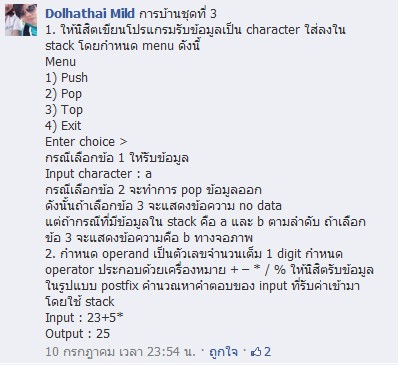 Dolhathai Mild การบ้านชุดที่ 3
1. ให้นิสิตเขียนโปรแกรมรับข้อมูลเป็น character ใส่ลงใน
stack โดยกำหนด menu ดังนี้
Menu
1) Push
2) Pop
3) Top
4) Exit
Enter choice >
กรณีเลือกข้อ 1 ให้รับข้อมูล
Input character : a
กรณีเลือกข้อ 2 จะทำการ pop ข้อมูลออก
ดังนั้นถ้าเลือกข้อ 3 จะแสดงข้อความ no data
แต่ถ้ากรณีที่มีข้อมูลใน stack คือ a และ b ตามลำดับ ถ้าเลือก
ข้อ 3 จะแสดงข้อความคือ b ทางจอภาพ
2. กำหนด operand เป็นตัวเลขจำนวนเต็ม 1 digit กำหนด
operator ประกอบด้วยเครื่องหมาย + – * / % ให้นิสิตรับข้อมูล
ในรูปแบบ postfix คำนวณหาคำตอบของ input ที่รับค่าเข้ามา
โดยใช้ stack
Input : 23+5*
Output : 25
10 กรกฎาคม เวลา 23:54 น. · ถูกใจ · 2